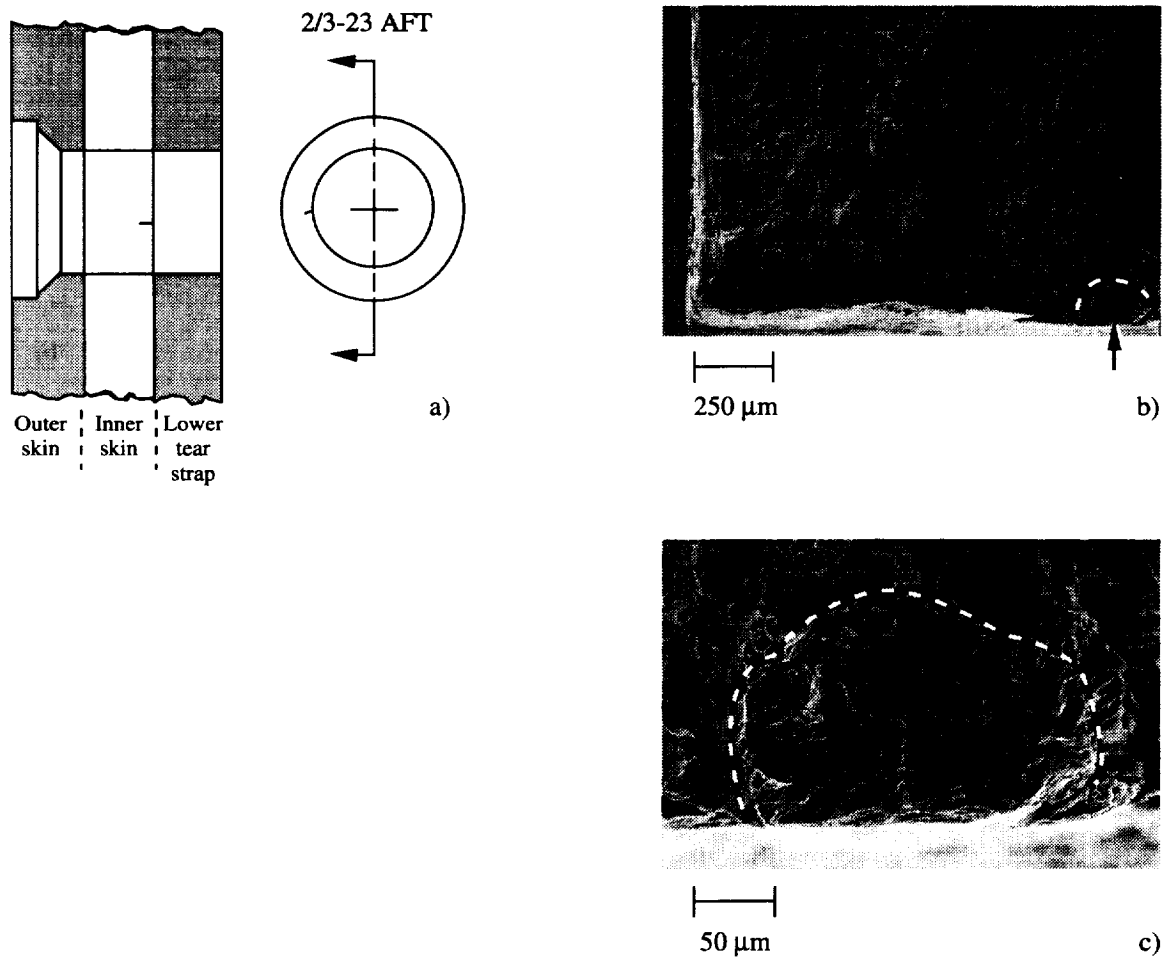 2/3-23 AFT
a)
Outer
skin
Inner
skin
Lower
tear
strap
250 μm
b)
50 μm
c)